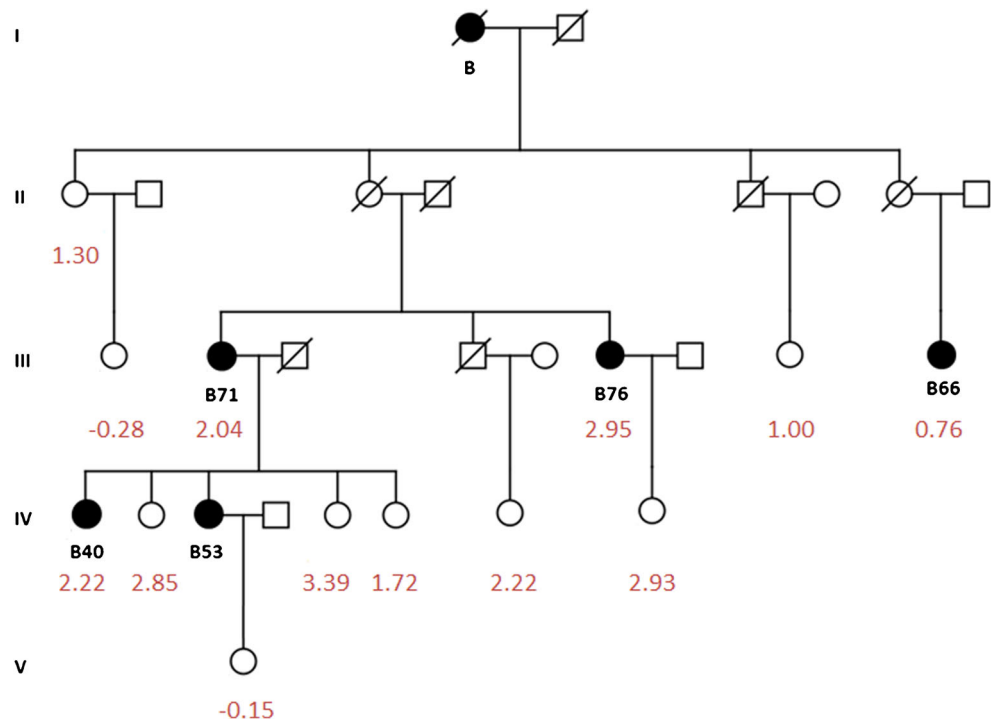 I
B
II
1.30
III
B71 B76 B66
-0.28 2.04 2.95 1.00 0.76
IV
B40 B53
2.22 2.85 3.39 1.72 2.22 2.93
V
-0.15